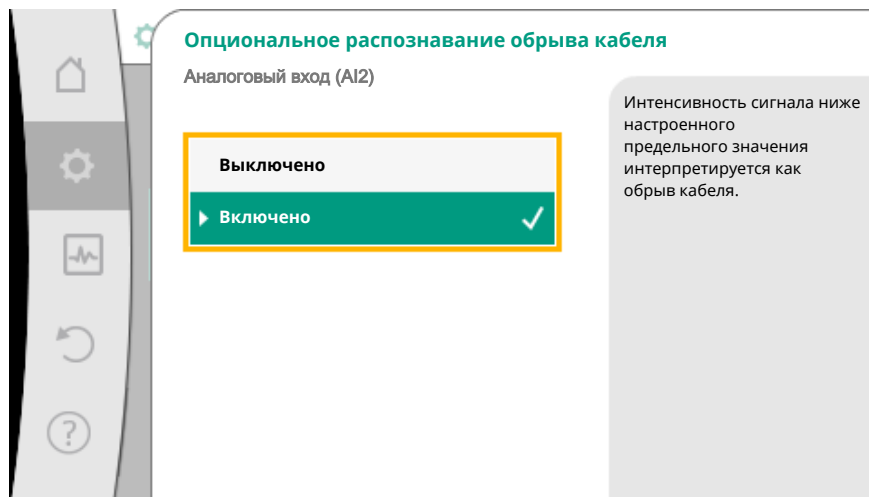 Опциональное распознавание обрыва кабеля
Аналоговый вход (AI2)
Выключено
Включено
Интенсивность сигнала ниже
настроенного
предельного значения
интерпретируется как
обрыв кабеля.
?